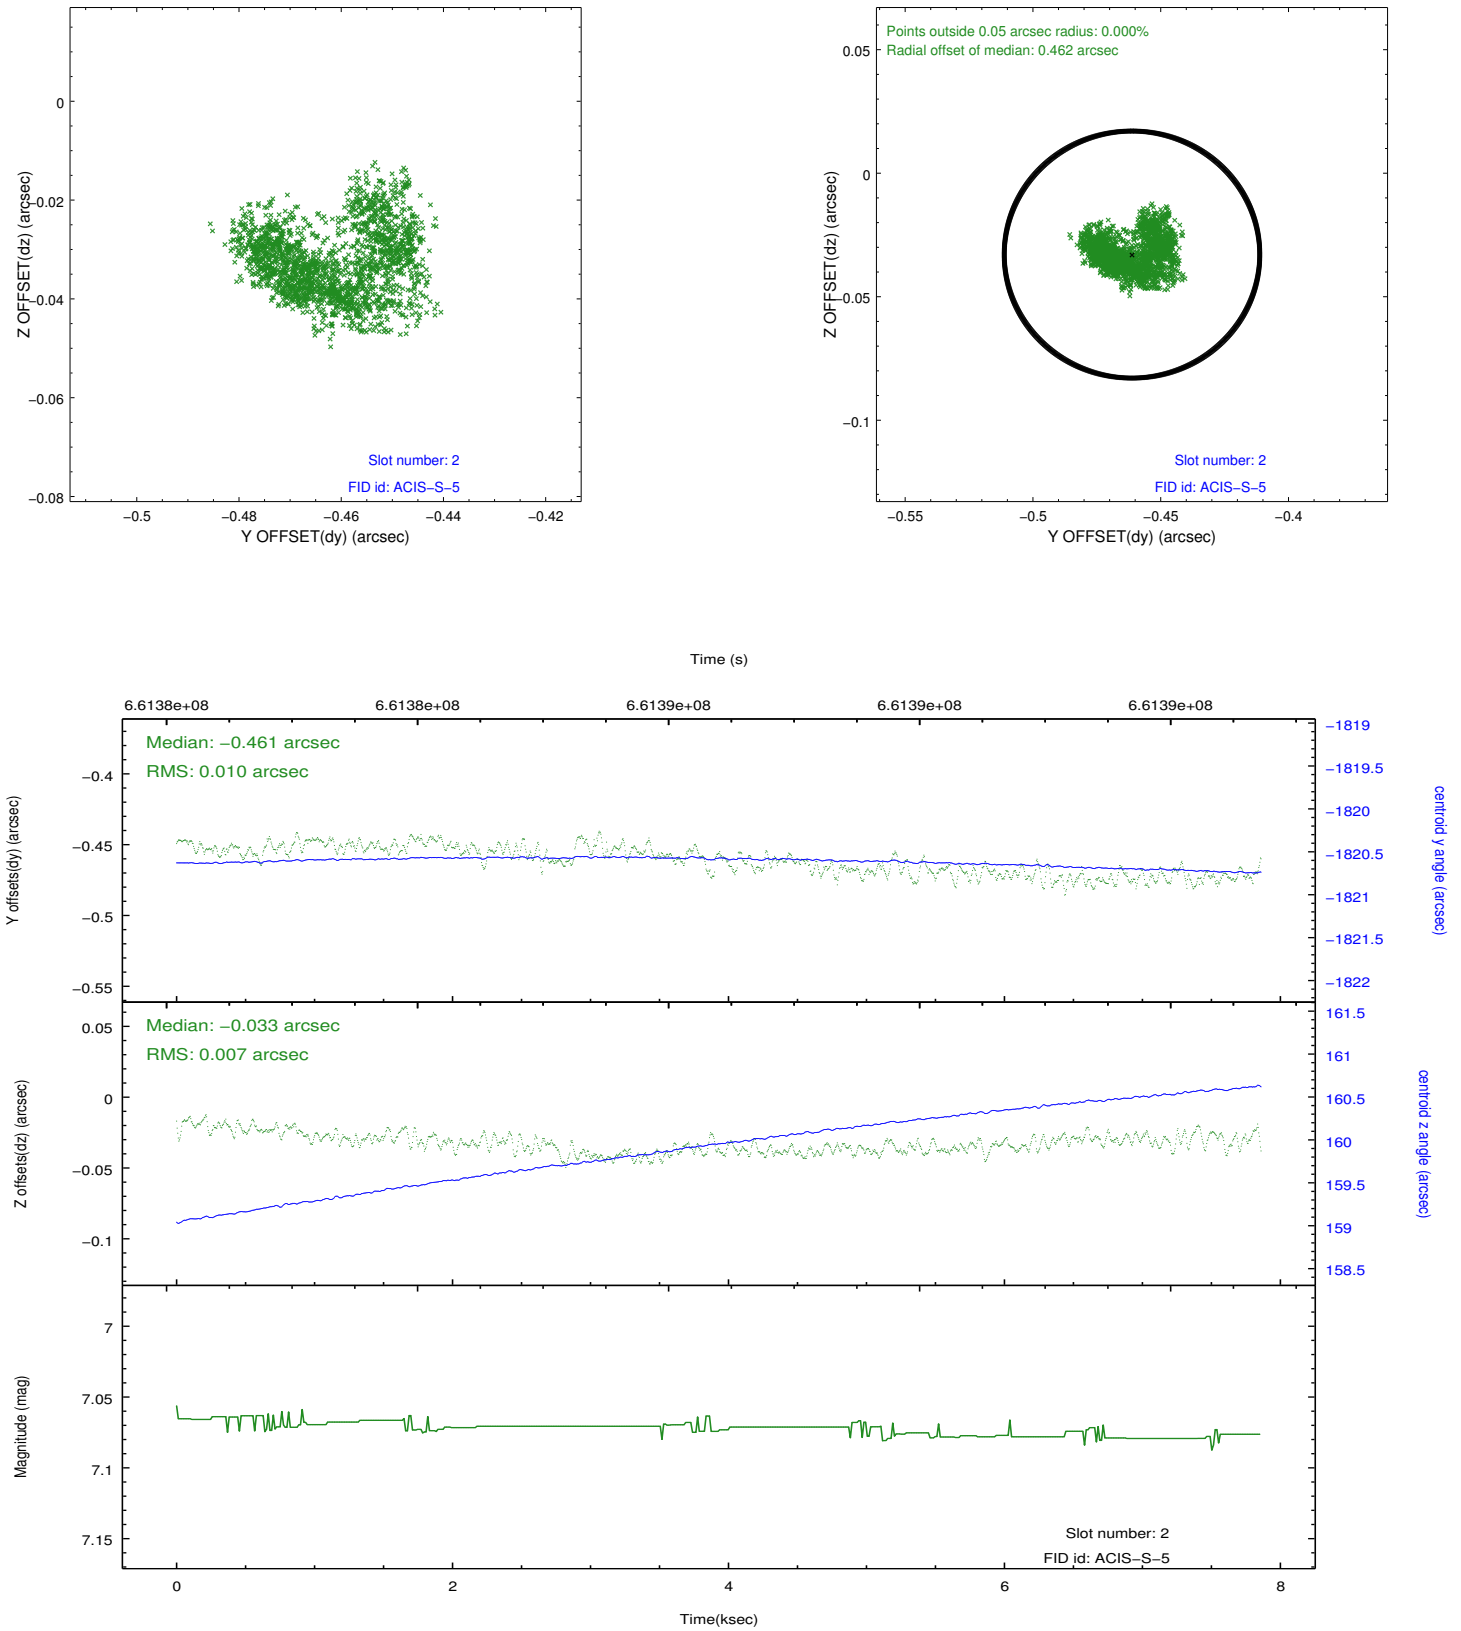 0
−0.02
−0.04
−0.06
−0.08
Z OFFSET(dz) (arcsec)
Slot number: 2
FID id: ACIS−S−5
−0.5
−0.48
−0.46
−0.44
−0.42
Y OFFSET(dy) (arcsec)
Points outside 0.05 arcsec radius: 0.000%
Radial offset of median: 0.462 arcsec
0.05
0
−0.05
−0.1
Z OFFSET(dz) (arcsec)
Slot number: 2
FID id: ACIS−S−5
−0.55
−0.5
−0.45
−0.4
Y OFFSET(dy) (arcsec)
Time (s)
6.6138e+08
6.6138e+08
6.6139e+08
6.6139e+08
6.6139e+08
Median: −0.461 arcsec
RMS: 0.010 arcsec
−0.4
−0.45
−0.5
−0.55
Y offsets(dy) (arcsec)
−1819
−1819.5
−1820
−1820.5
−1821
−1821.5
−1822
centroid y angle (arcsec)
Median: −0.033 arcsec
RMS: 0.007 arcsec
0.05
0
−0.05
−0.1
Z offsets(dz) (arcsec)
161.5
161
160.5
160
159.5
159
158.5
centroid z angle (arcsec)
7
7.05
7.1
7.15
Magnitude (mag)
Slot number: 2
FID id: ACIS−S−5
0
2
4
6
8
Time(ksec)